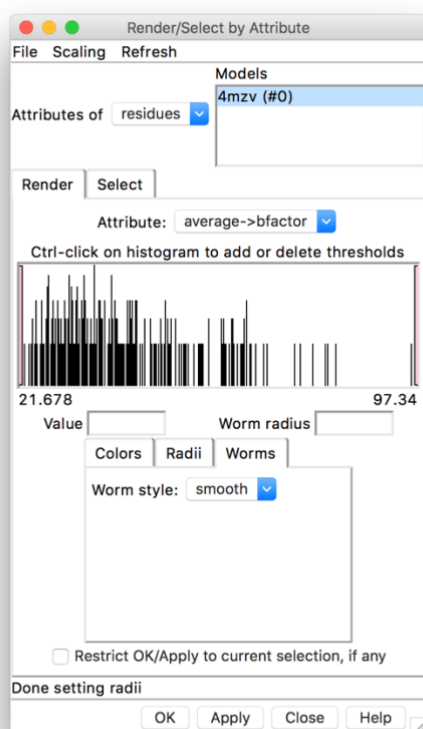 Render/Select by Attribute
File Scaling Refresh
Models
Attributes of residues 4mzv (#0)
Render Select
Attribute: average->bfactor
Ctrl-click on histogram to add or delete thresholds
21.678 97.34
Value Worm radius
Colors Radii Worms
Worm style: smooth
Restrict OK/Apply to current selection, if any
Done setting radii
OK Apply Close Help